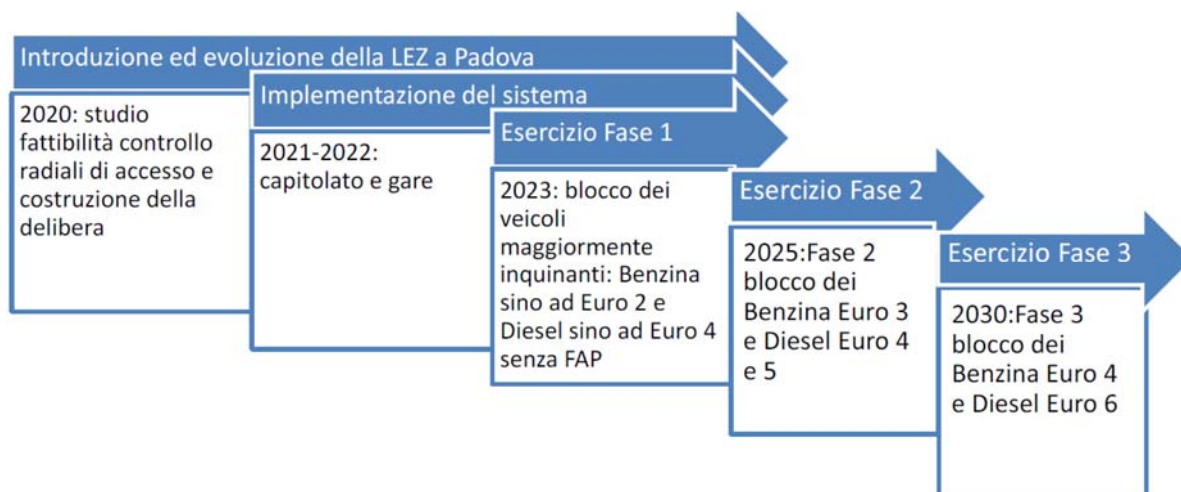 Introduzione ed evoluzione della LEZ a Padova
2020: studio
fattibilità controllo
radiali di accesso e
costruzione della
delibera
Implementazione del sistema
2021-2022:
capitolato e gare
Esercizio Fase 1
2023: blocco dei
veicoli
maggiormente
inquinanti: Benzina
sino ad Euro 2 e
Diesel sino ad Euro 4
senza FAP
Esercizio Fase 2
2025:Fase 2
blocco dei
Benzina Euro 3
e Diesel Euro 4
e 5
Esercizio Fase 3
2030:Fase 3
blocco dei
Benzina Euro 4
e Diesel Euro 6